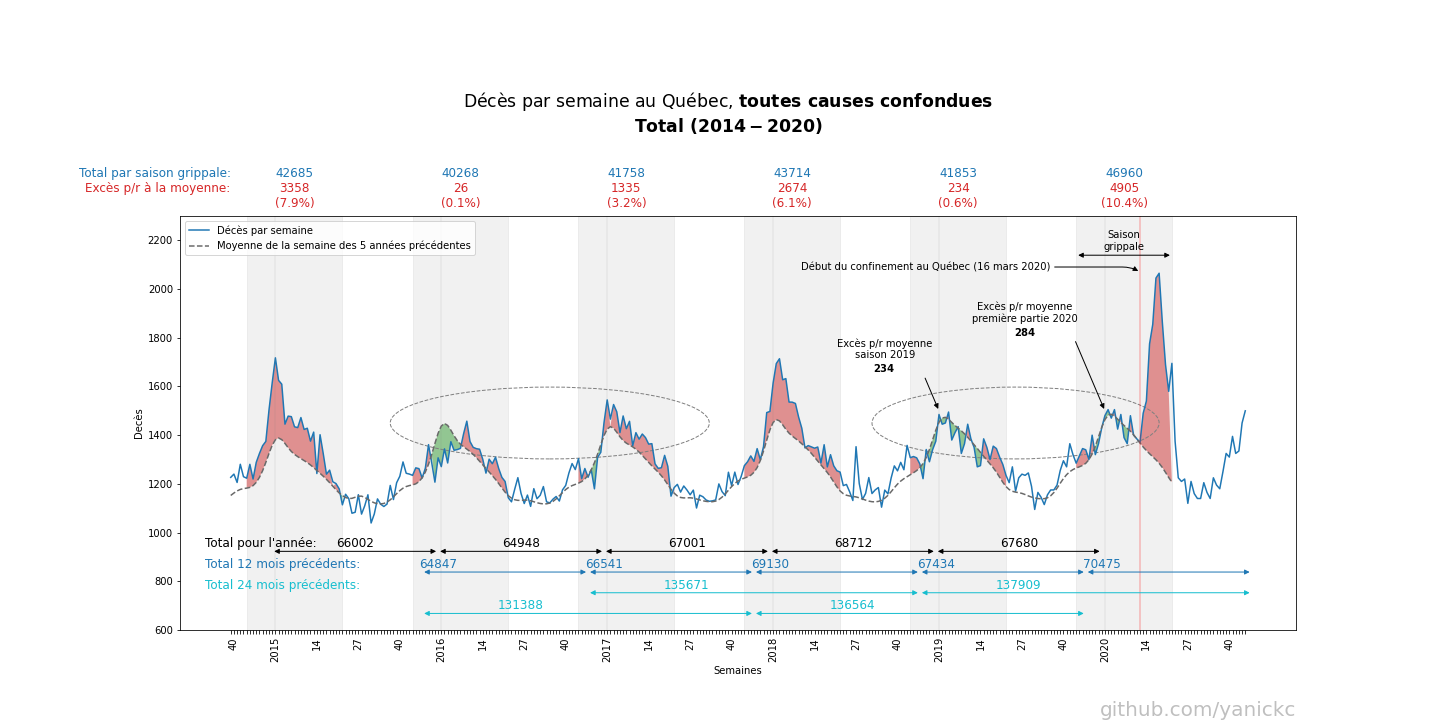 Décès par semaine au Québec, toutes causes confondues
Total (2014 – 2020)
Total par saison grippale: 42685 40268 41758 43714 41853 46960
Excès p/r à la moyenne: 3358 26 1335 2674 234 4905
(7.9%) (0.1%) (3.2%) (6.1%) (0.6%) (10.4%)
Décès par semaine
Moyenne de la semaine des 5 années précédentes
Saison
grippale
Début du confinement au Québec (16 mars 2020)
Excès p/r moyenne
première partie 2020
284
Excès p/r moyenne
saison 2019
234
2200
2000
1800
1600
1400
1200
1000
800
600
Decès
Total pour l'année: 66002 64948 67001 68712 67680
Total 12 mois précédents: 64847 66541 69130 67434 70475
Total 24 mois précédents: 135671 137909
131388 136564
40 2015 14 27 40 2016 14 27 40 2017 14 27 40 2018 14 27 40 2019 14 27 40 2020 14 27 40
Semaines
github.com/yanickc